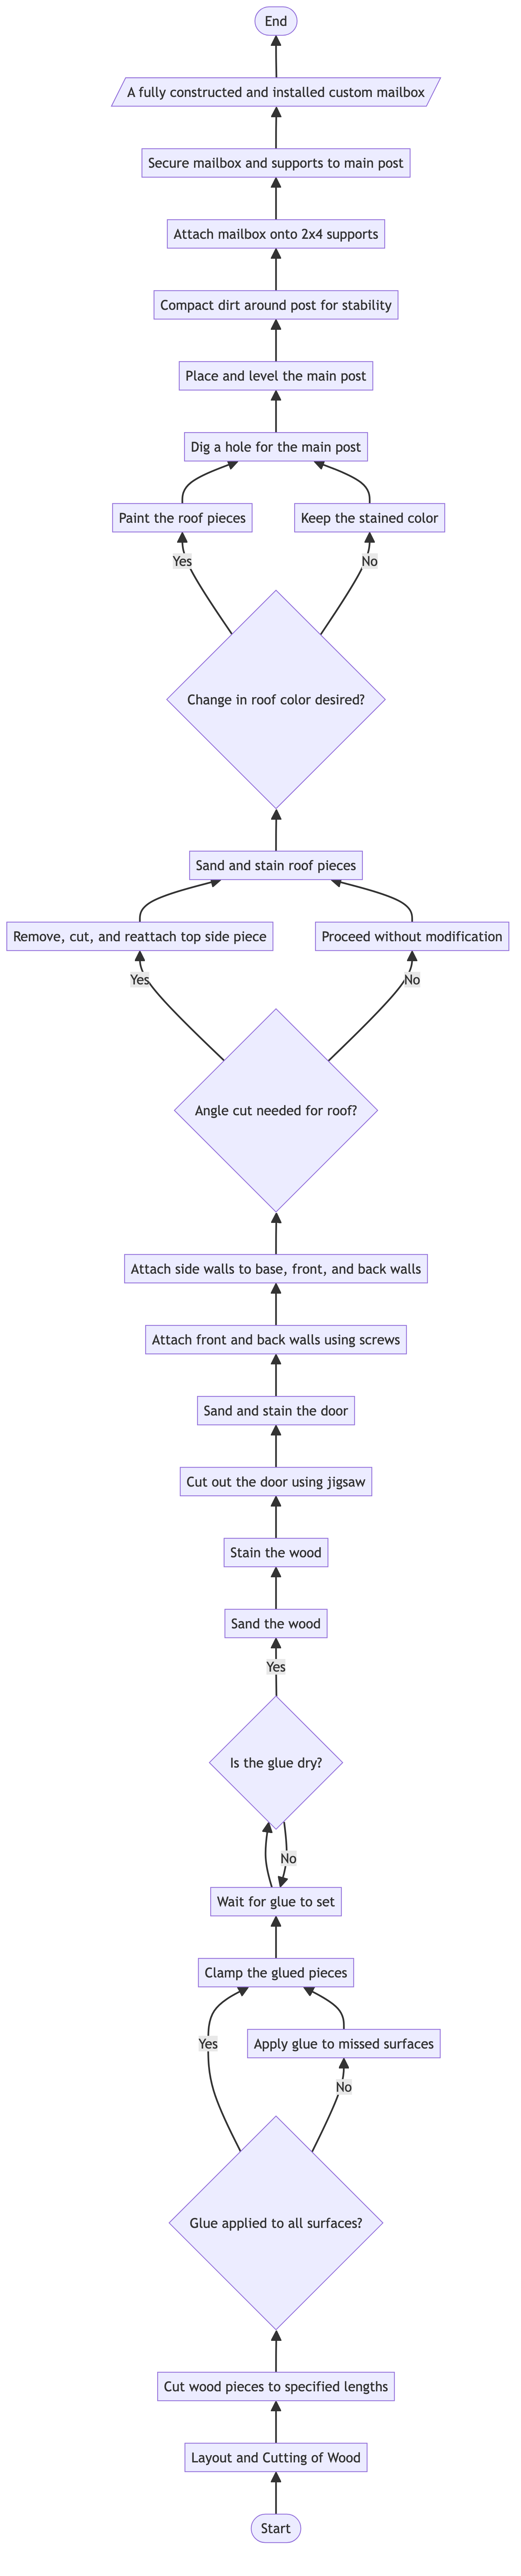 End
A fully constructed and installed custom mailbox
Secure mailbox and supports to main post
Attach mailbox onto 2x4 supports
Compact dirt around post for stability
Place and level the main post
Dig a hole for the main post
Paint the roof pieces
Keep the stained color
Yes
No
Change in roof color desired?
Sand and stain roof pieces
Remove, cut, and reattach top side piece
Proceed without modification
Yes
No
Angle cut needed for roof?
Attach side walls to base, front, and back walls
Attach front and back walls using screws
Sand and stain the door
Cut out the door using jigsaw
Stain the wood
Sand the wood
Yes
Is the glue dry?
No
Wait for glue to set
Clamp the glued pieces
Yes
Apply glue to missed surfaces
No
Glue applied to all surfaces?
Cut wood pieces to specified lengths
Layout and Cutting of Wood
Start